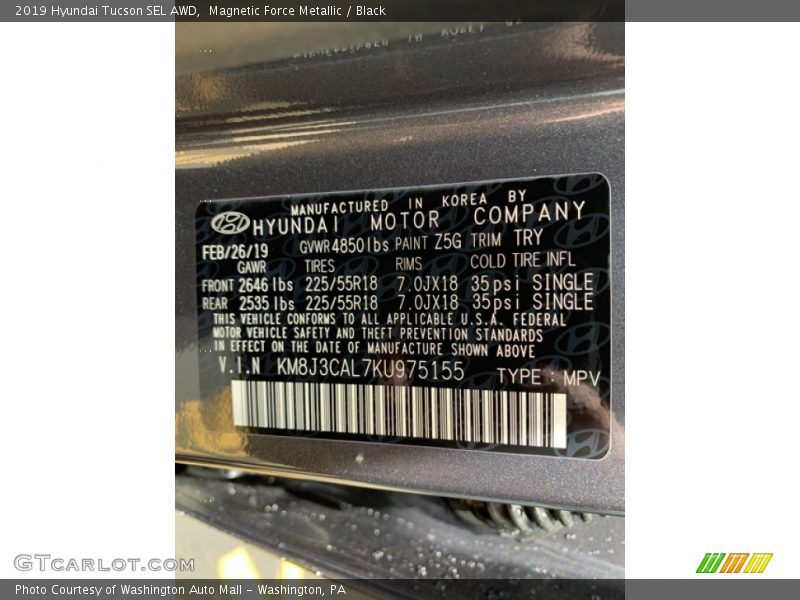 2019 Hyundai Tucson SEL AWD, Magnetic Force Metallic / Black
MANUFACTURED IN KOREA BY
HYUNDAI MOTOR COMPANY
FEB/26/19 GVWR 4850lbs PAINT Z5G TRIM TRY
GAWR TIRES RIMS COLD TIRE INFL
FRONT 2646 lbs 225/55R18 7.0JX18 35psi SINGLE
REAR 2535 lbs 225/55R18 7.0JX18 35psi SINGLE
THIS VEHICLE CONFORMS TO ALL APPLICABLE U.S.A. FEDERAL
MOTOR VEHICLE SAFETY AND THEFT PREVENTION STANDARDS
IN EFFECT ON THE DATE OF MANUFACTURE SHOWN ABOVE
V.I.N KM8J3CAL7KU975155 TYPE : MPV
GTcarlot.com
Photo Courtesy of Washington Auto Mall – Washington, PA